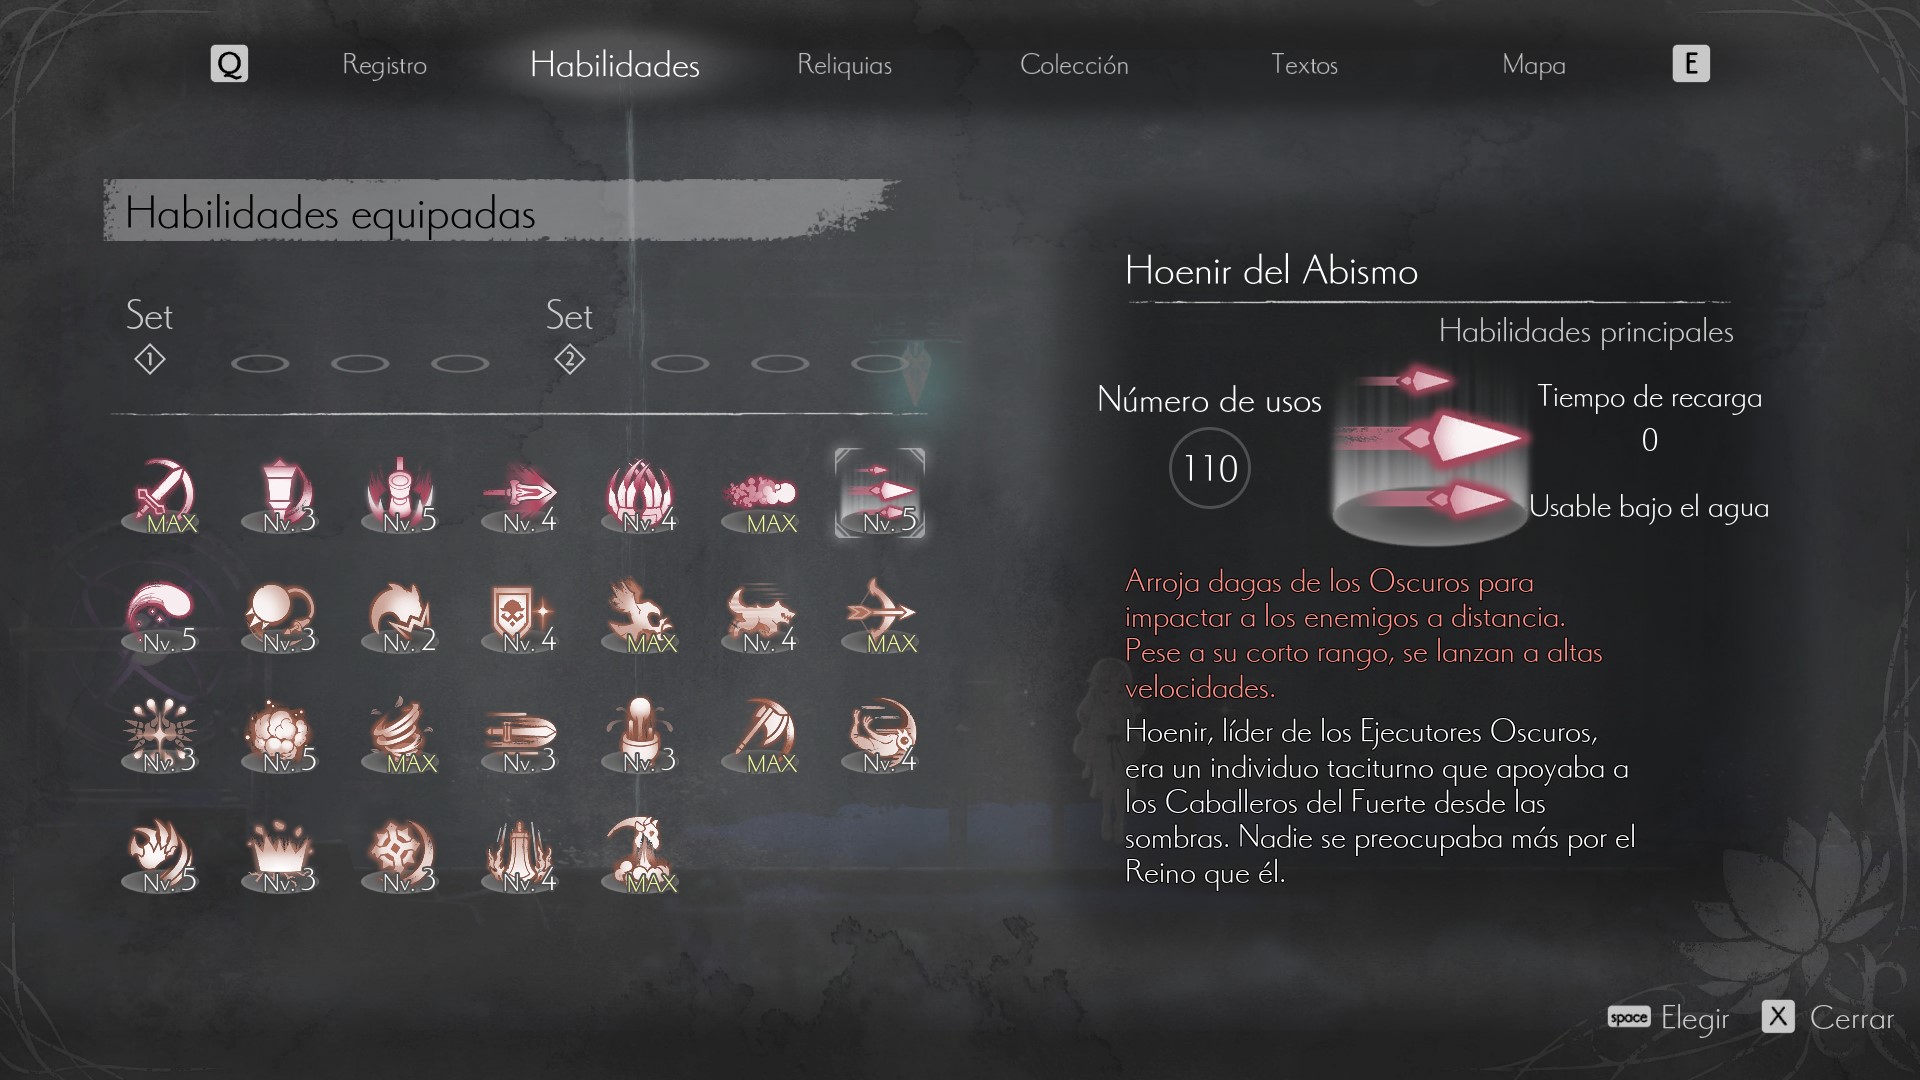 Q Registro Habilidades Reliquias Colección Textos Mapa E
Habilidades equipadas
Set Set
1 2
MAX Nv. 3 Nv. 5 Nv. 4 Nv. 4 MAX Nv. 5
Nv. 5 Nv. 3 Nv. 2 Nv. 4 MAX Nv. 4 MAX
Nv. 3 Nv. 5 MAX Nv. 3 Nv. 3 MAX Nv. 4
Nv. 5 Nv. 3 Nv. 3 Nv. 4 MAX
Hoenir del Abismo
Habilidades principales
Número de usos
110
Tiempo de recarga
0
Usable bajo el agua
Arroja dagas de los Oscuros para
impactar a los enemigos a distancia.
Pese a su corto rango, se lanzan a altas
velocidades.
Hoenir, líder de los Ejecutores Oscuros,
era un individuo taciturno que apoyaba a
los Caballeros del Fuerte desde las
sombras. Nadie se preocupaba más por el
Reino que él.
space Elegir X Cerrar